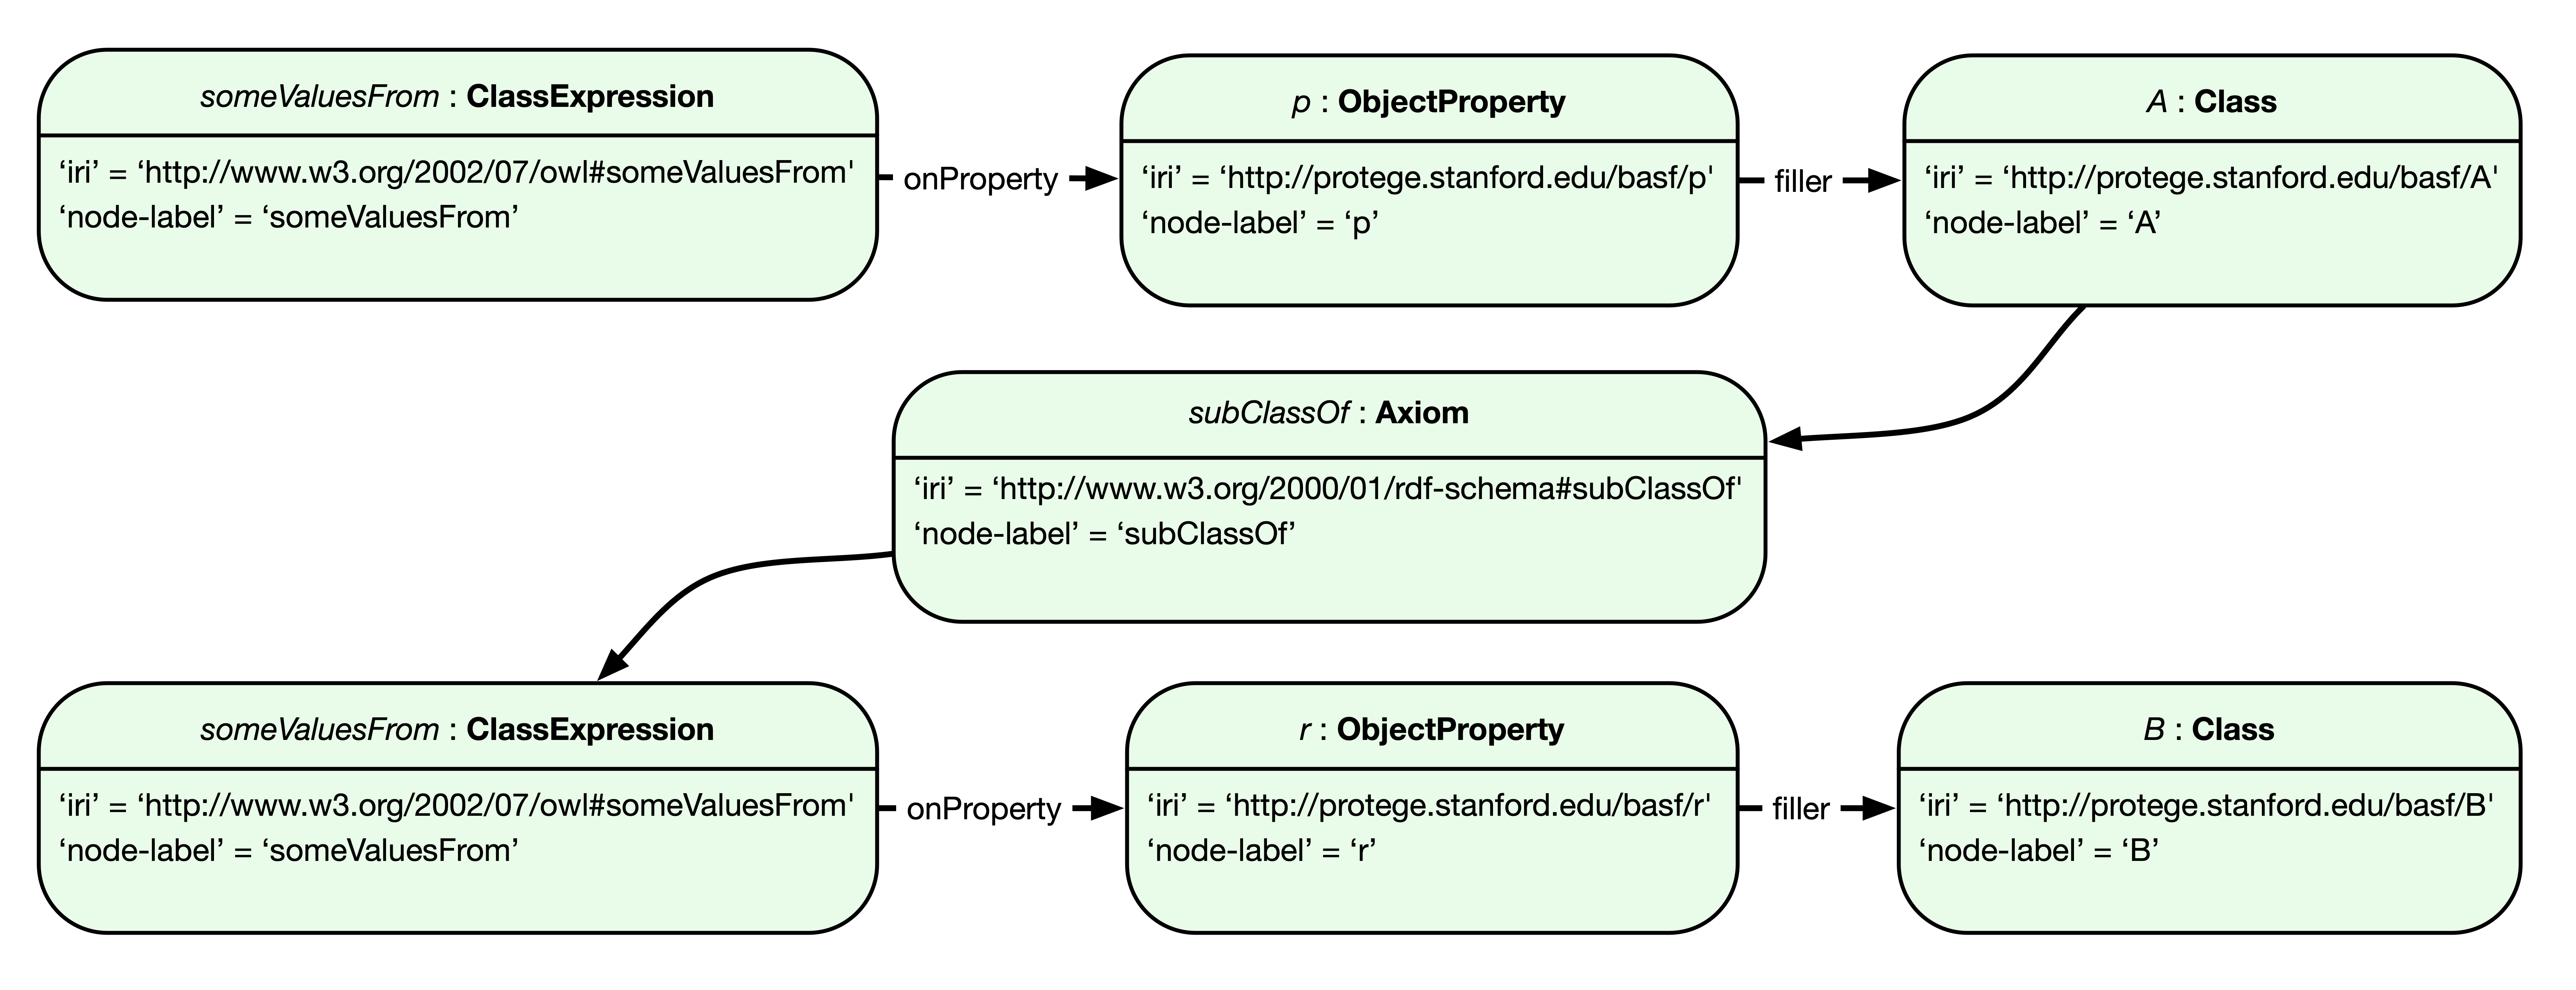 someValuesFrom : ClassExpression
‘iri’ = ‘http://www.w3.org/2002/07/owl#someValuesFrom'
‘node-label’ = ‘someValuesFrom’
onProperty
p : ObjectProperty
‘iri’ = ‘http://protege.stanford.edu/basf/p'
‘node-label’ = ‘p’
filler
A : Class
‘iri’ = ‘http://protege.stanford.edu/basf/A'
‘node-label’ = ‘A’
subClassOf : Axiom
‘iri’ = ‘http://www.w3.org/2000/01/rdf-schema#subClassOf'
‘node-label’ = ‘subClassOf’
someValuesFrom : ClassExpression
‘iri’ = ‘http://www.w3.org/2002/07/owl#someValuesFrom'
‘node-label’ = ‘someValuesFrom’
onProperty
r : ObjectProperty
‘iri’ = ‘http://protege.stanford.edu/basf/r'
‘node-label’ = ‘r’
filler
B : Class
‘iri’ = ‘http://protege.stanford.edu/basf/B'
‘node-label’ = ‘B’